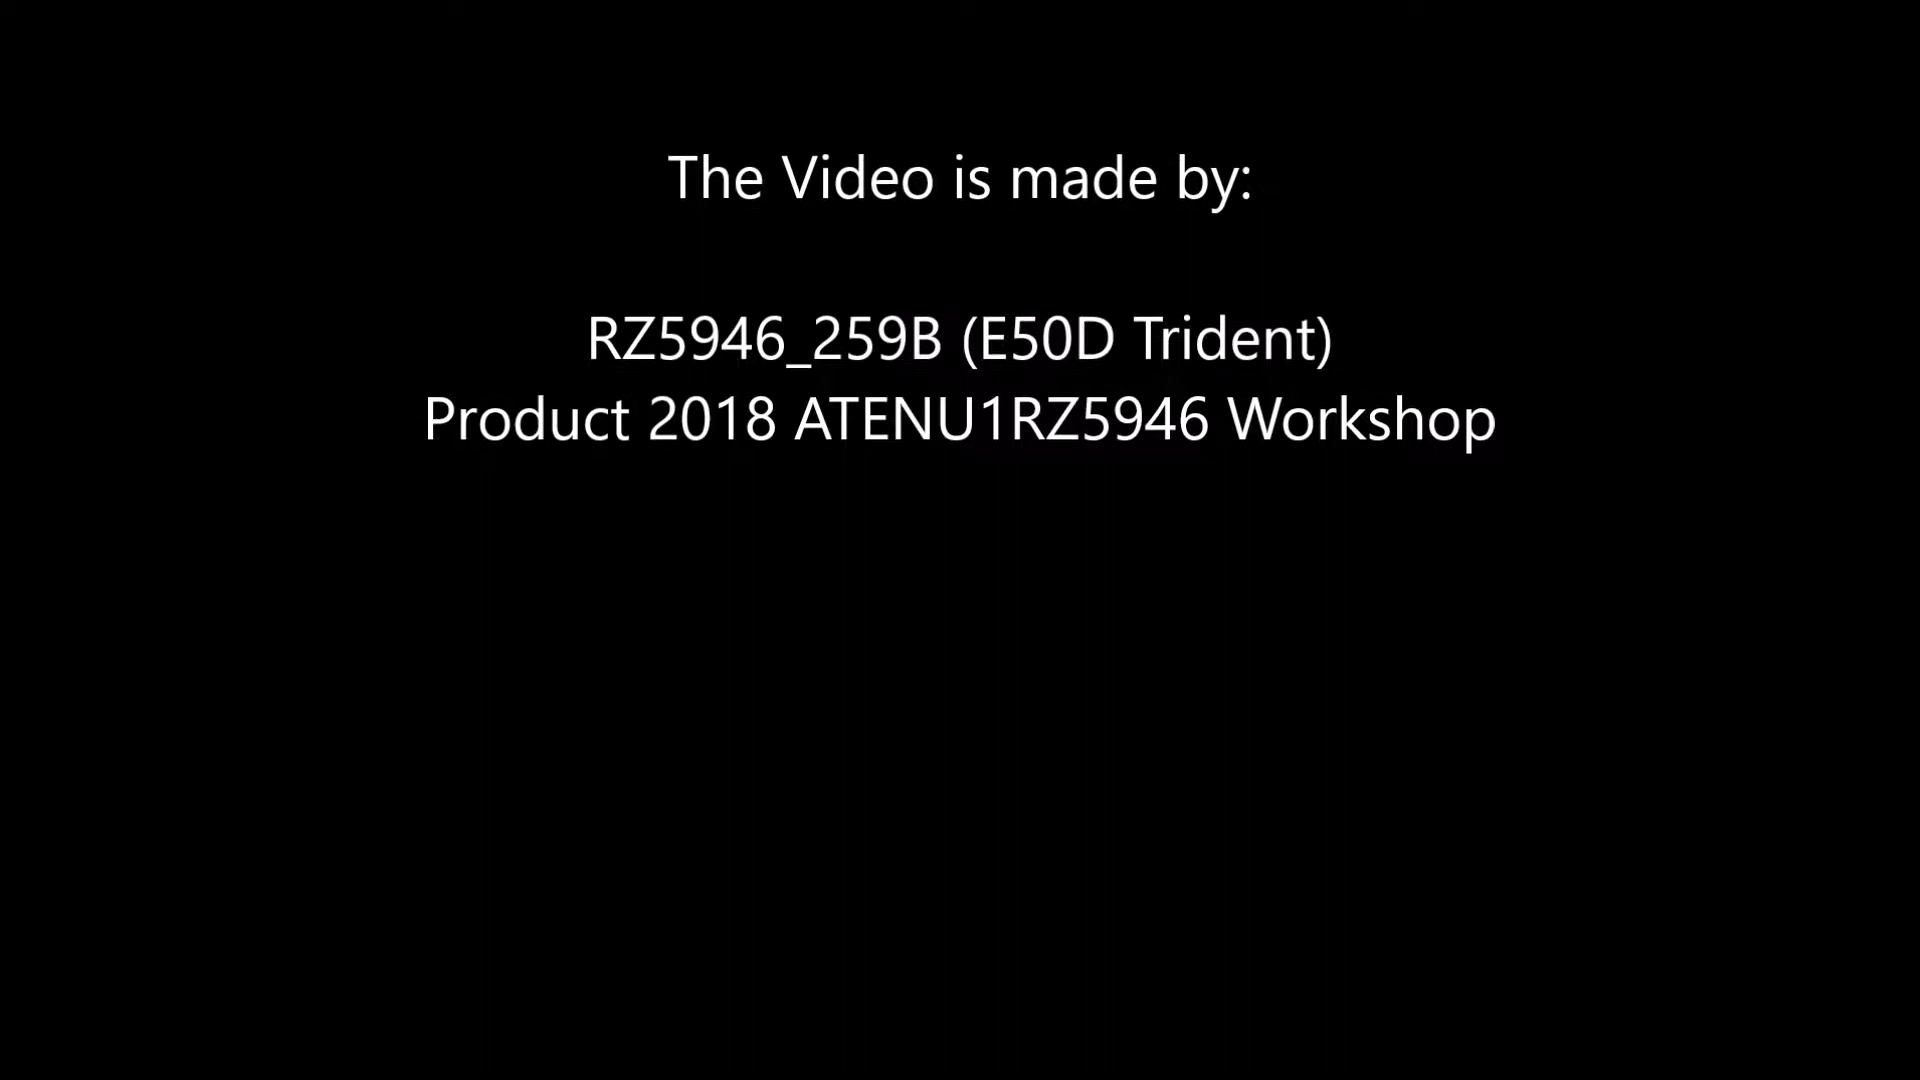 The Video is made by:
RZ5946_259B (E50D Trident)
Product 2018 ATENU1RZ5946 Workshop